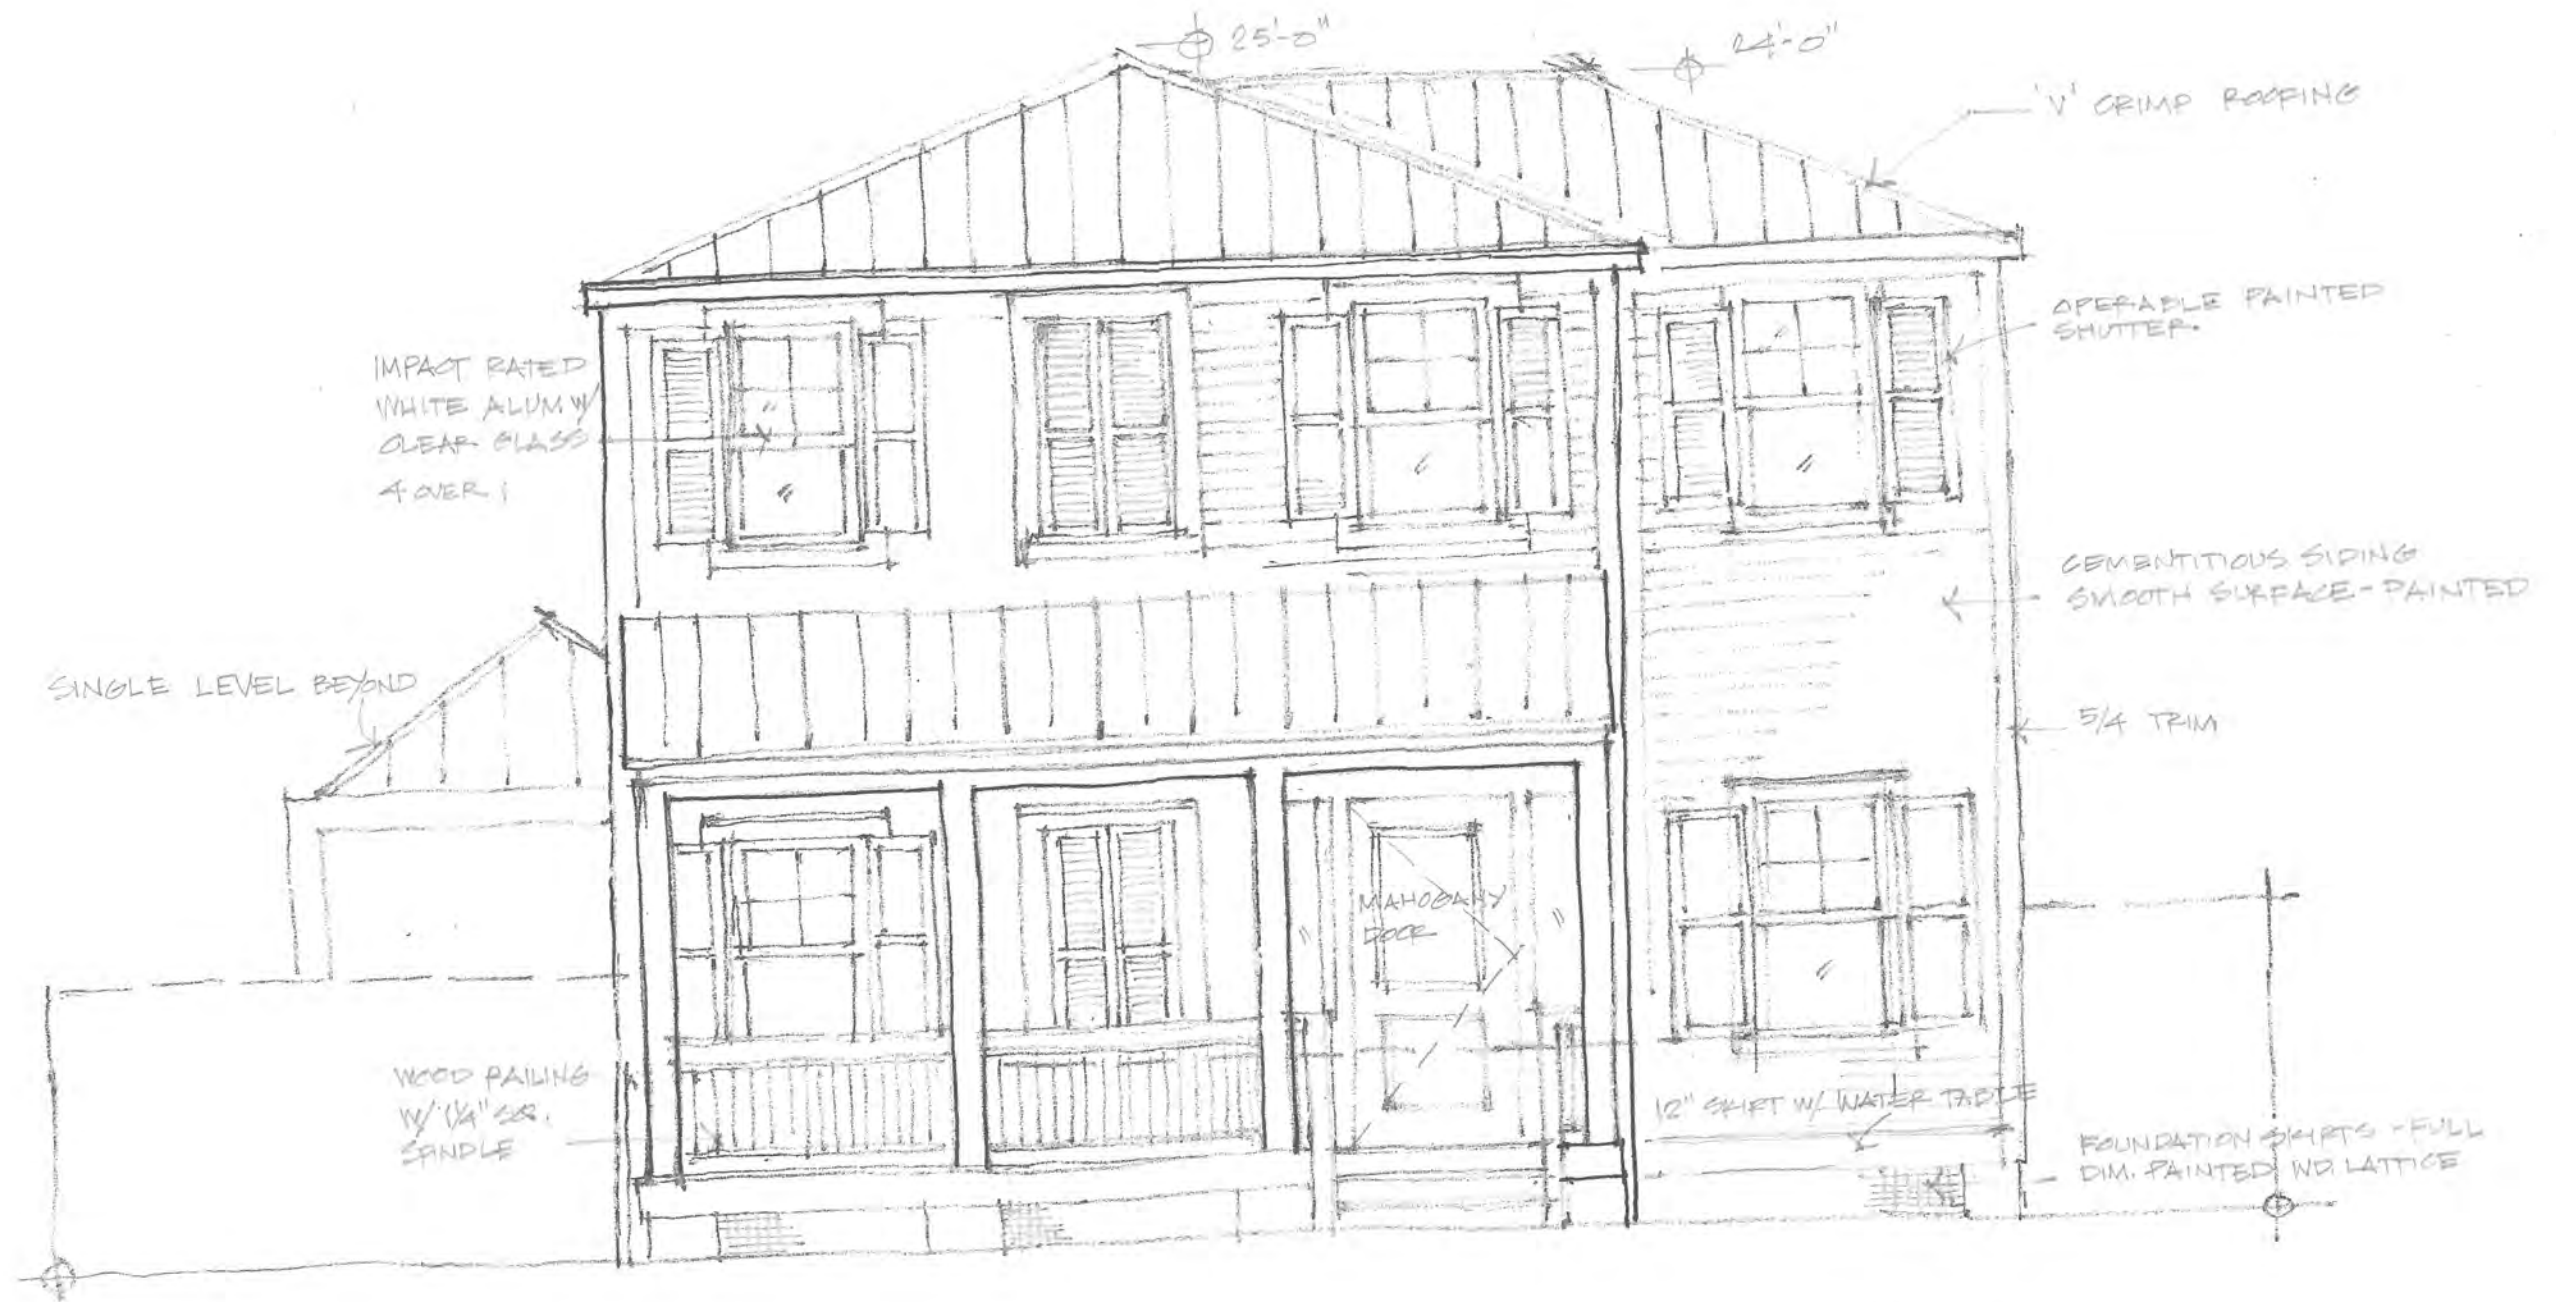 25'-0"
24'-0"
'V' CRIMP ROOFING
OPERABLE PAINTED
SHUTTER.
IMPACT RATED
WHITE ALUM W/
CLEAR GLASS
4 OVER 1
CEMENTITIOUS SIDING
SMOOTH SURFACE - PAINTED
SINGLE LEVEL BEYOND
5/4 TRIM
MAHOGANY
DOOR
WOOD RAILING
W/ 1 1/4" SQ.
SPINDLE
12" SKIRT W/ WATER TABLE
FOUNDATION SKIRTS - FULL
DIM. PAINTED WD. LATTICE